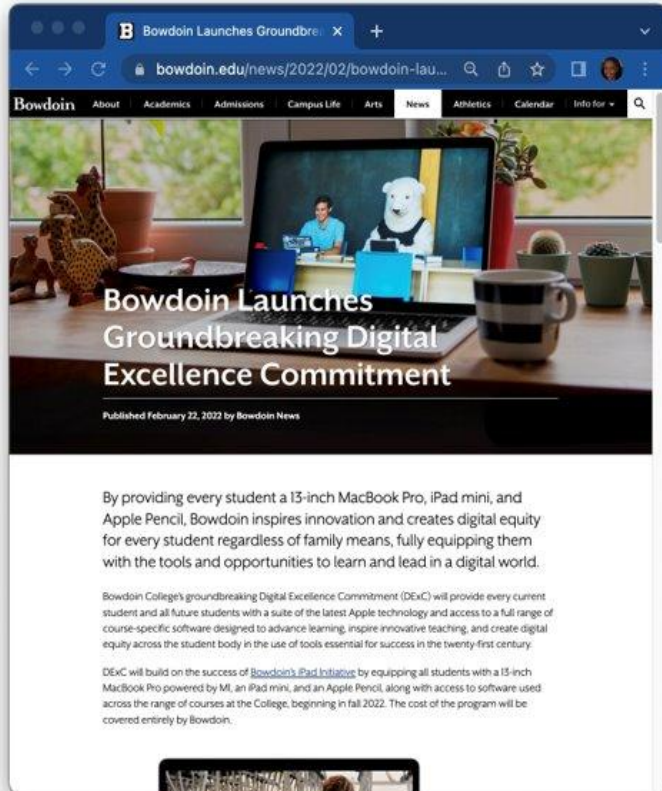 Bowdoin Launches Groundbre
bowdoin.edu/news/2022/02/bowdoin-lau...
Bowdoin About Academics Admissions Campus Life Arts News Athletics Calendar Info for
Bowdoin Launches
Groundbreaking Digital
Excellence Commitment
Published February 22, 2022 by Bowdoin News
By providing every student a 13-inch MacBook Pro, iPad mini, and
Apple Pencil, Bowdoin inspires innovation and creates digital equity
for every student regardless of family means, fully equipping them
with the tools and opportunities to learn and lead in a digital world.
Bowdoin College's groundbreaking Digital Excellence Commitment (DExC) will provide every current
student and all future students with a suite of the latest Apple technology and access to a full range of
course-specific software designed to advance learning, inspire innovative teaching, and create digital
equity across the student body in the use of tools essential for success in the twenty-first century.
DExC will build on the success of Bowdoin's iPad Initiative by equipping all students with a 13-inch
MacBook Pro powered by M1, an iPad mini, and an Apple Pencil, along with access to software used
across the range of courses at the College, beginning in fall 2022. The cost of the program will be
covered entirely by Bowdoin.